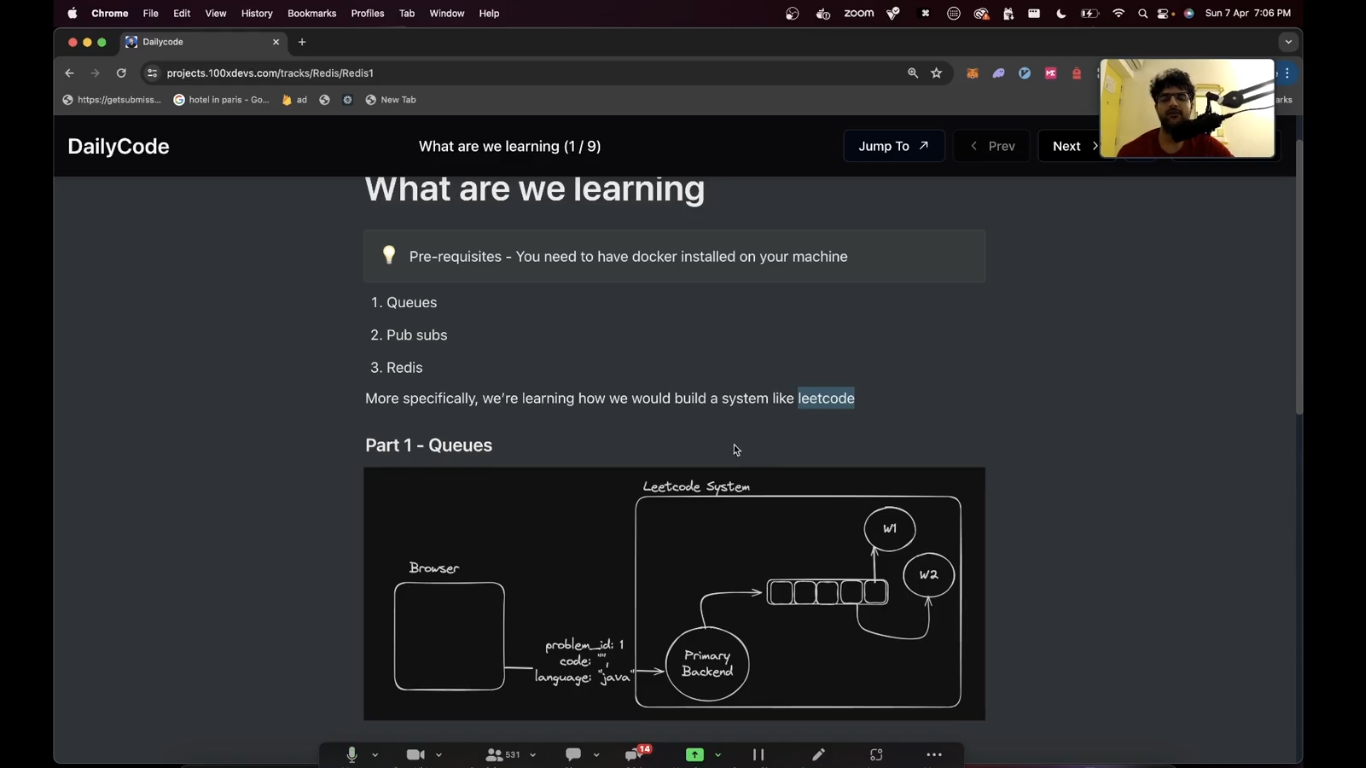 Chrome File Edit View History Bookmarks Profiles Tab Window Help zoom Sun 7 Apr 7:06 PM
Dailycode
projects.100xdevs.com/tracks/Redis/Redis1
https://getsubmiss... hotel in paris - Go... ad New Tab arks
DailyCode What are we learning (1 / 9) Jump To Prev Next
What are we learning
Pre-requisites - You need to have docker installed on your machine
1. Queues
2. Pub subs
3. Redis
More specifically, we're learning how we would build a system like leetcode
Part 1 - Queues
Leetcode System
W1
W2
Browser
problem_id: 1
code: "",
language: "java"
Primary
Backend
531 14